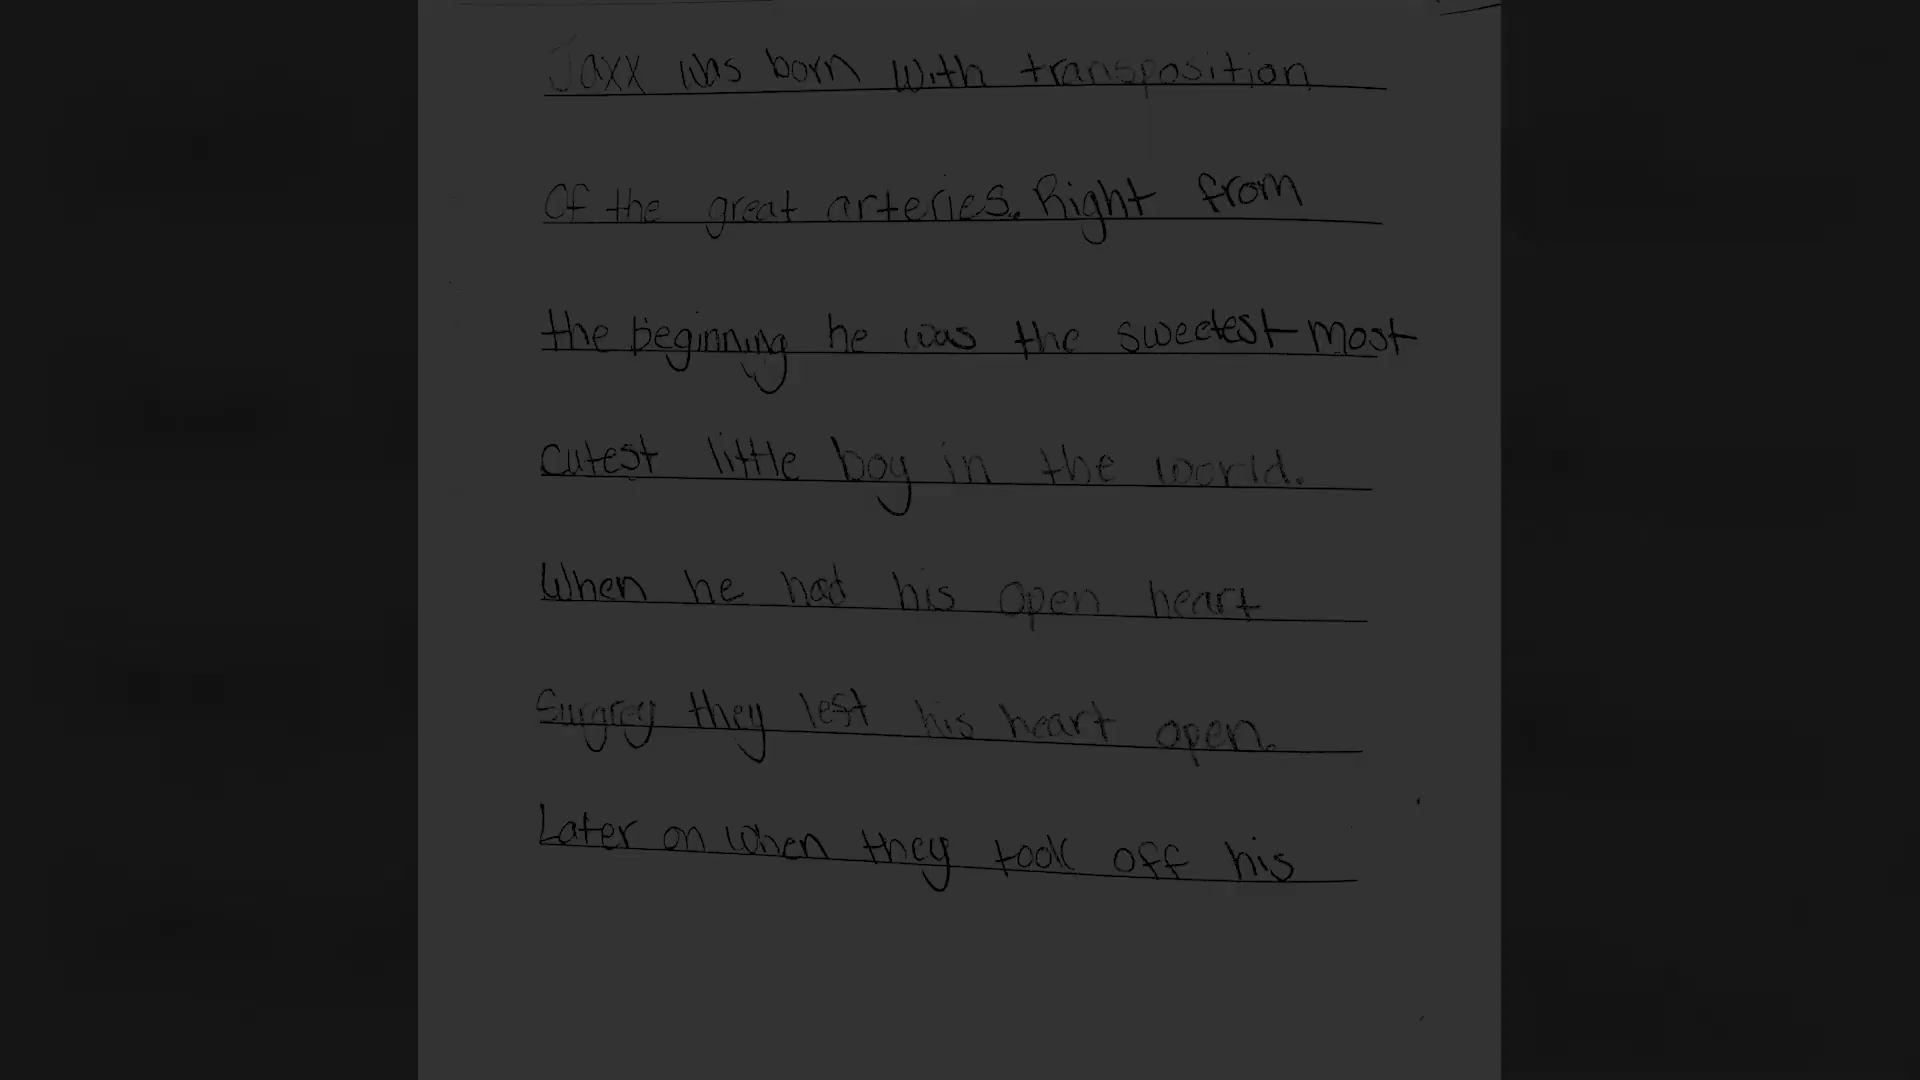 Jaxx was born with transposition
Of the great arteries. Right from
the beginning he was the sweetest most
cutest little boy in the world.
When he had his open heart
Surgrey they lest his heart open.
Later on when they took off his